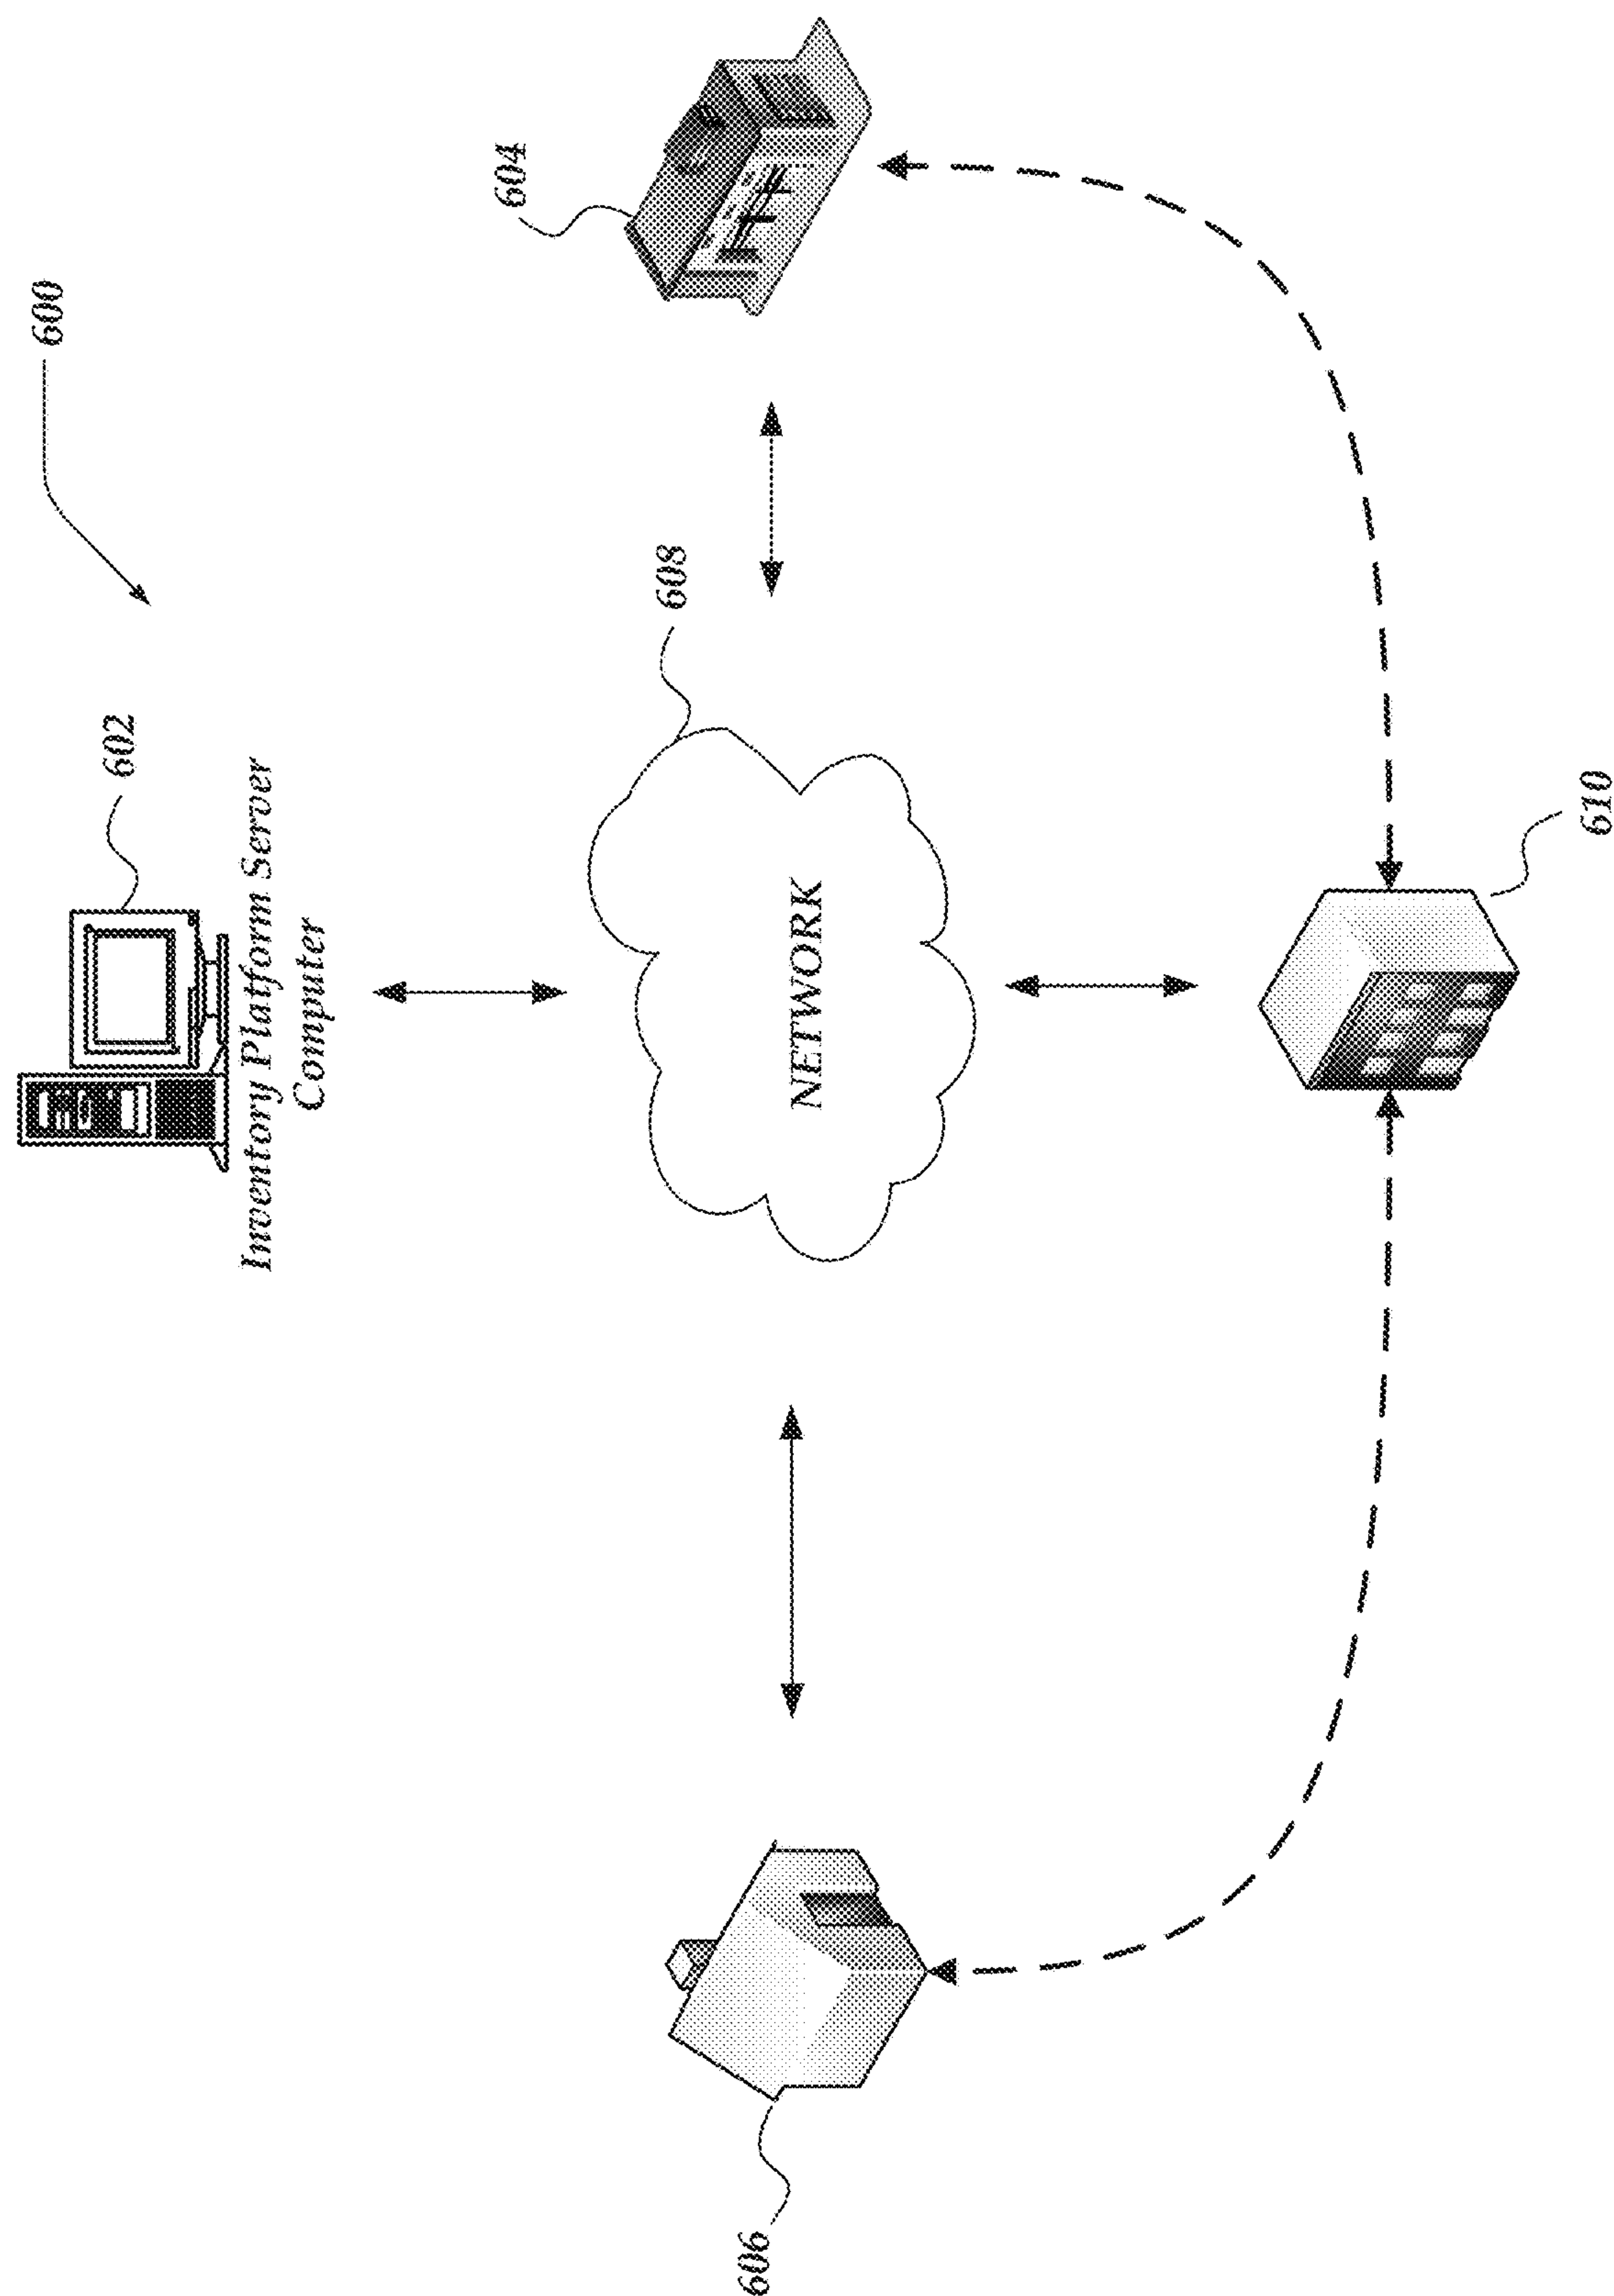 600
602
Inventory Platform Server
Computer
604
608
NETWORK
606
610